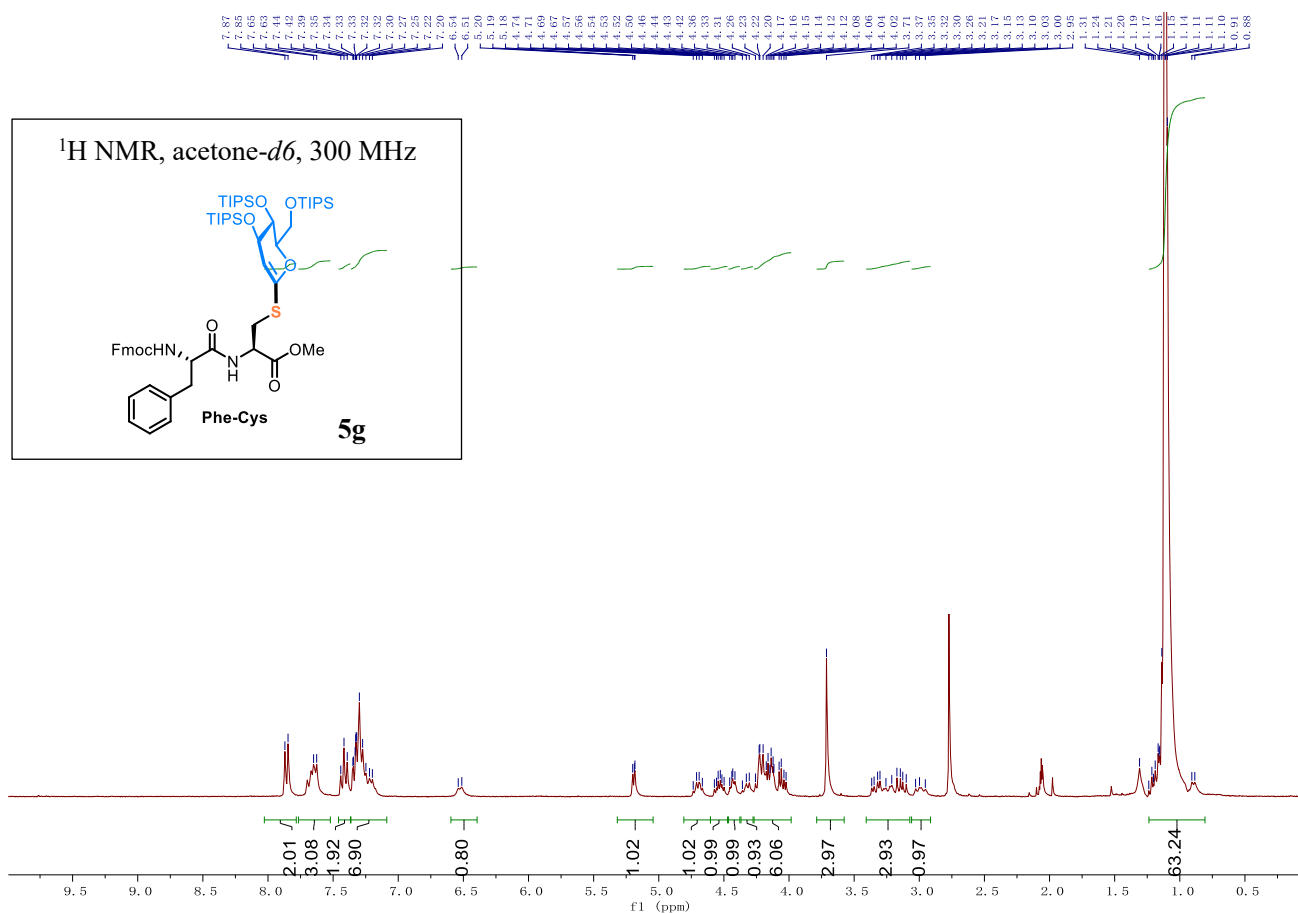 7.87 7.85 7.65 7.63 7.44 7.42 7.39 7.35 7.34 7.33 7.33 7.32 7.32 7.30 7.27 7.25 7.22 7.20 6.54 6.51 5.20 5.19 5.18 4.74 4.71 4.69 4.67 4.57 4.56 4.54 4.53 4.52 4.50 4.46 4.44 4.43 4.42 4.36 4.33 4.31 4.26 4.23 4.22 4.20 4.17 4.16 4.15 4.14 4.12 4.12 4.08 4.06 4.04 4.02 3.71 3.37 3.35 3.32 3.30 3.26 3.21 3.17 3.15 3.13 3.10 3.03 3.00 2.95 1.31 1.24 1.21 1.20 1.19 1.17 1.16 1.15 1.14 1.11 1.11 1.10 0.91 0.88
¹H NMR, acetone-d6, 300 MHz
TIPSO OTIPS
TIPSO
O
S
O
FmocHN
N
H
OMe
O
Phe-Cys
5g
2.01 3.08 1.92 6.90 0.80 1.02 1.02 0.99 0.99 0.93 6.06 2.97 2.93 0.97 63.24
9.5 9.0 8.5 8.0 7.5 7.0 6.5 6.0 5.5 5.0 4.5 4.0 3.5 3.0 2.5 2.0 1.5 1.0 0.5
f1 (ppm)